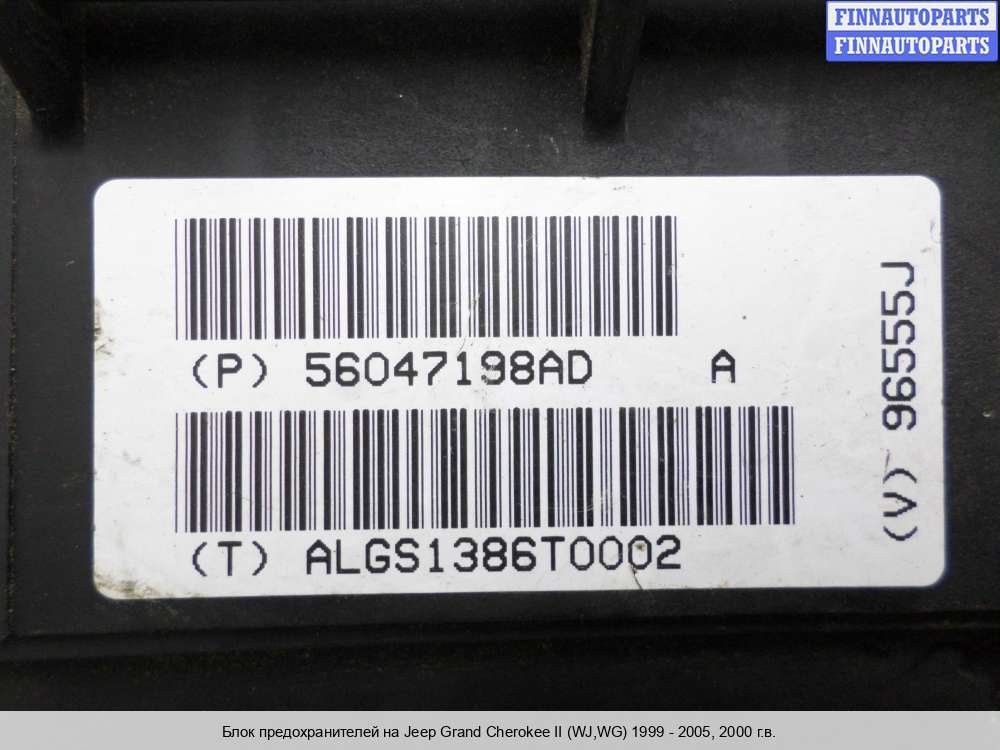 FINNAUTOPARTS
FINNAUTOPARTS
(P) 56047198AD A
(T) ALGS1386T0002
(V) 96555J
Блок предохранителей на Jeep Grand Cherokee II (WJ,WG) 1999 - 2005, 2000 г.в.